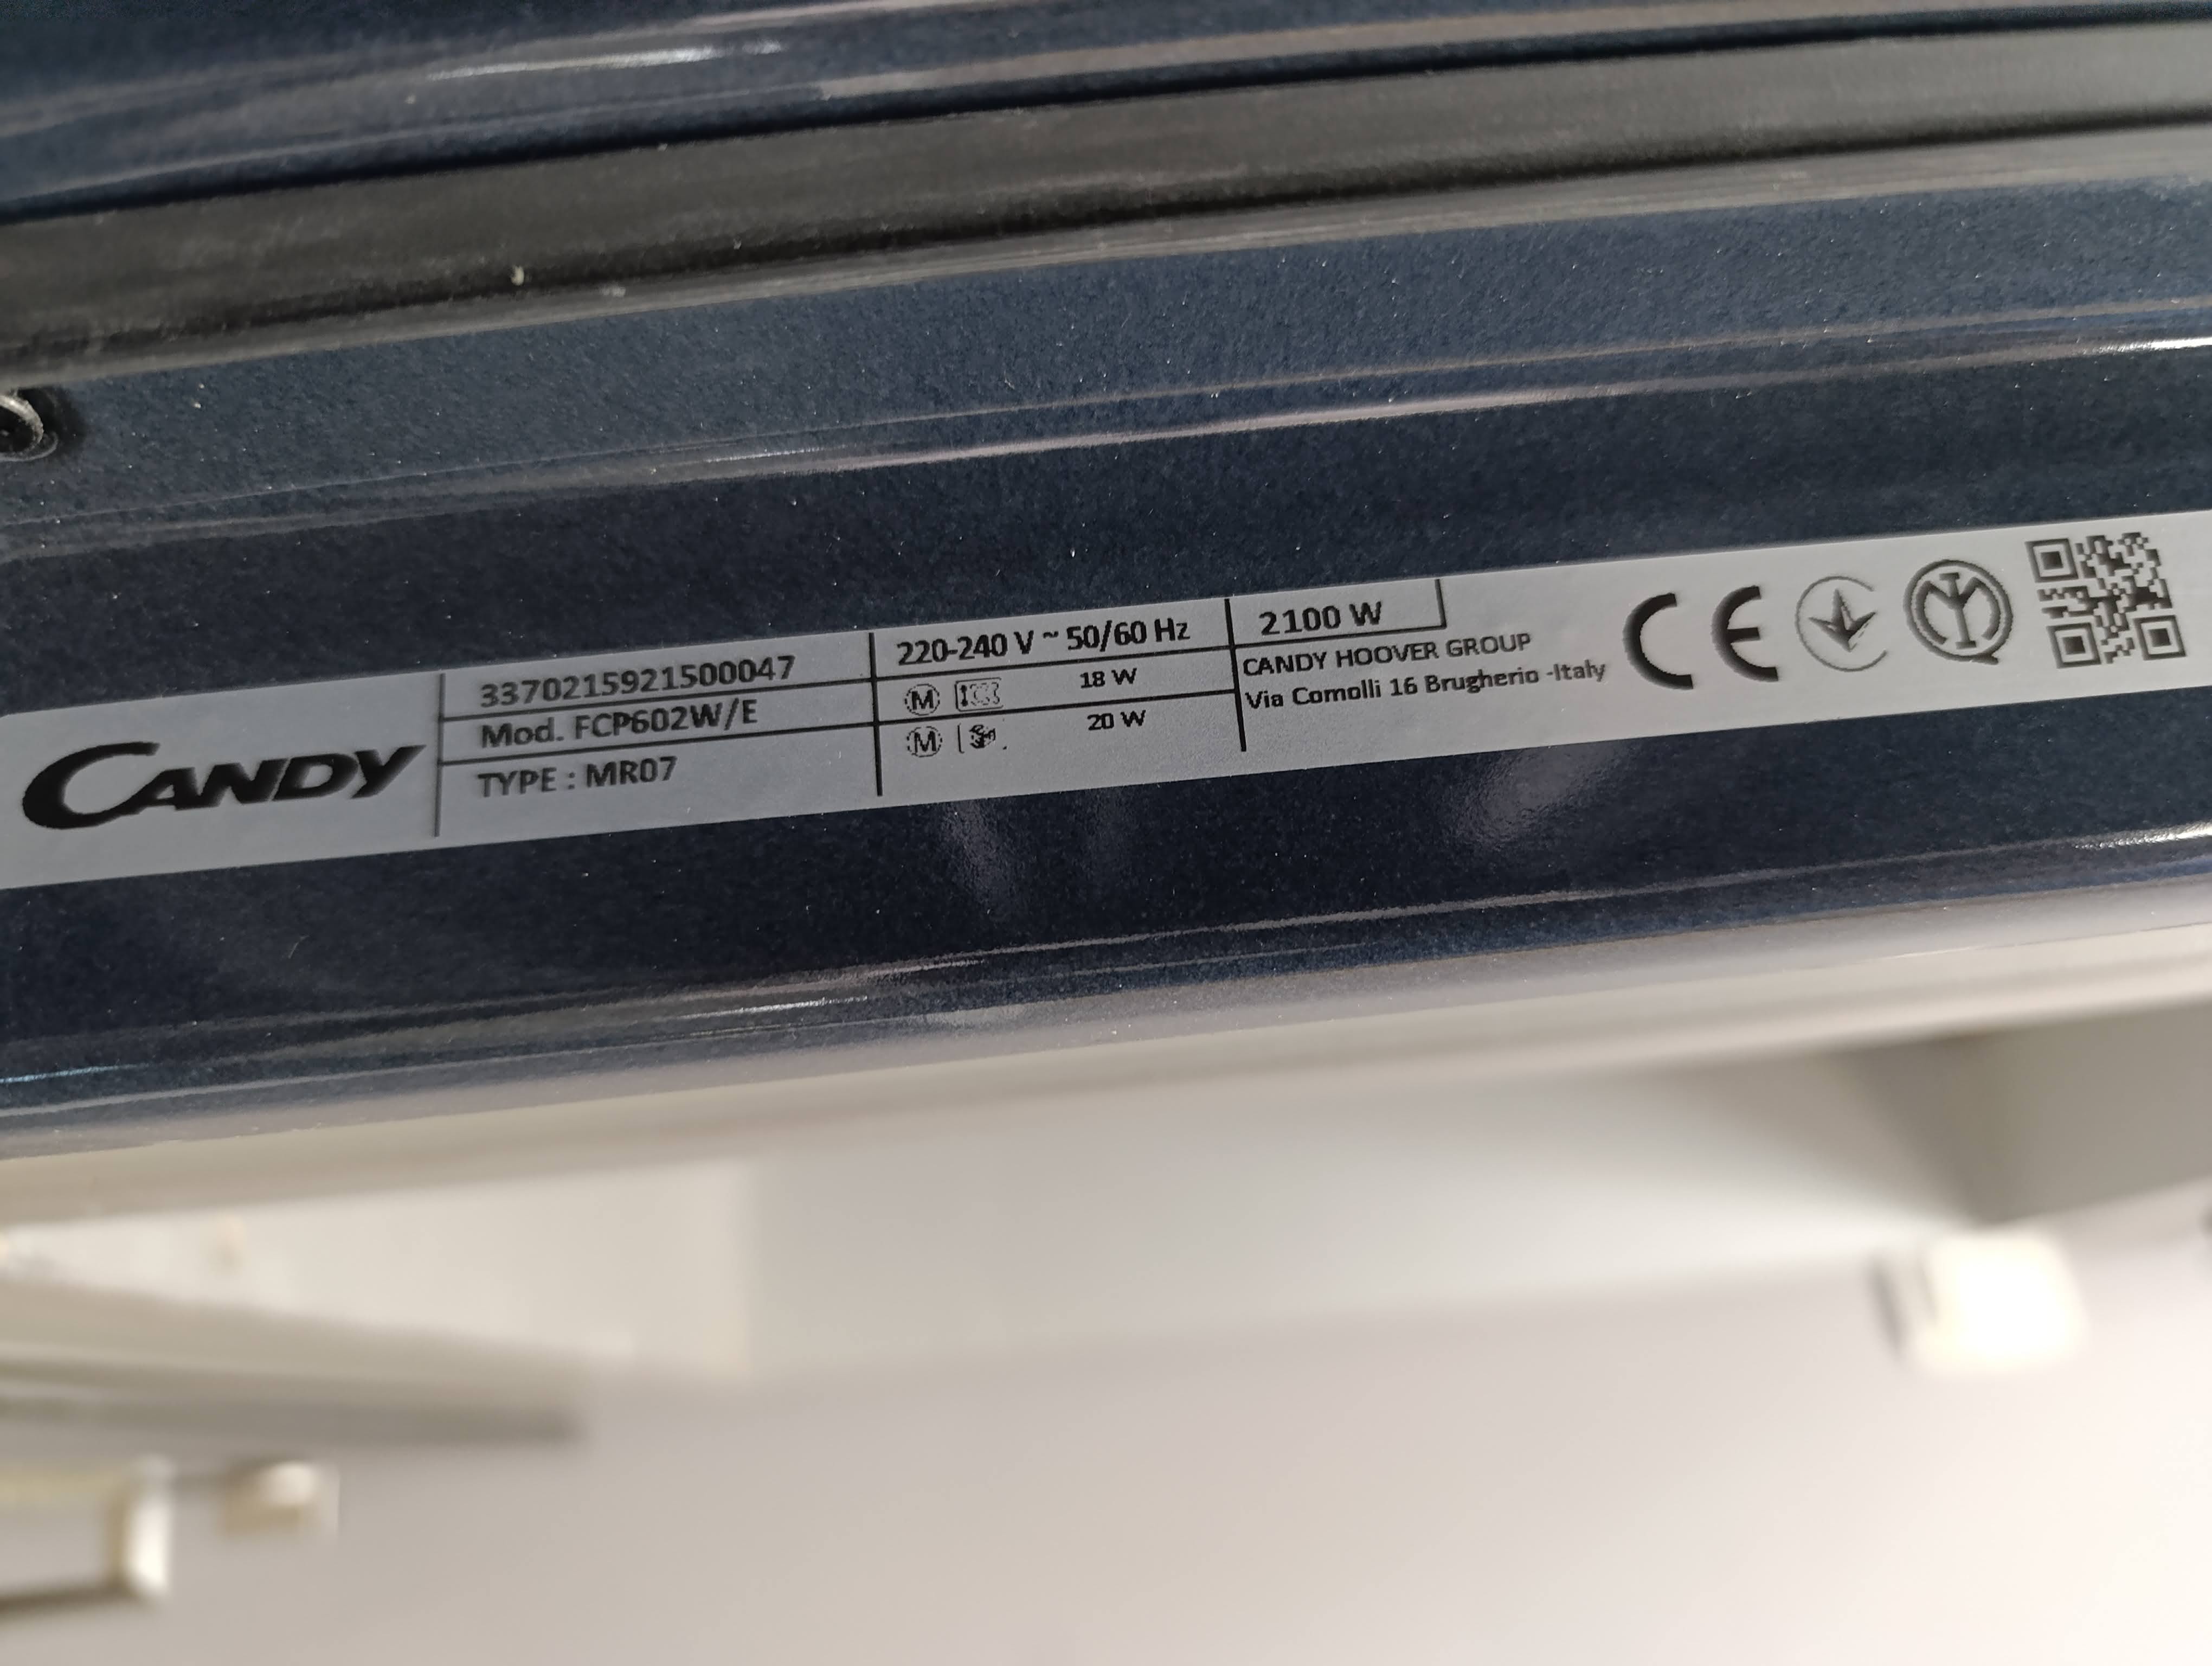 CANDY
3370215921500047
Mod. FCP602W/E
TYPE : MR07
220-240 V ~ 50/60 Hz
M 18 W
M 20 W
2100 W
CANDY HOOVER GROUP
Via Comolli 16 Brugherio -Italy
CE